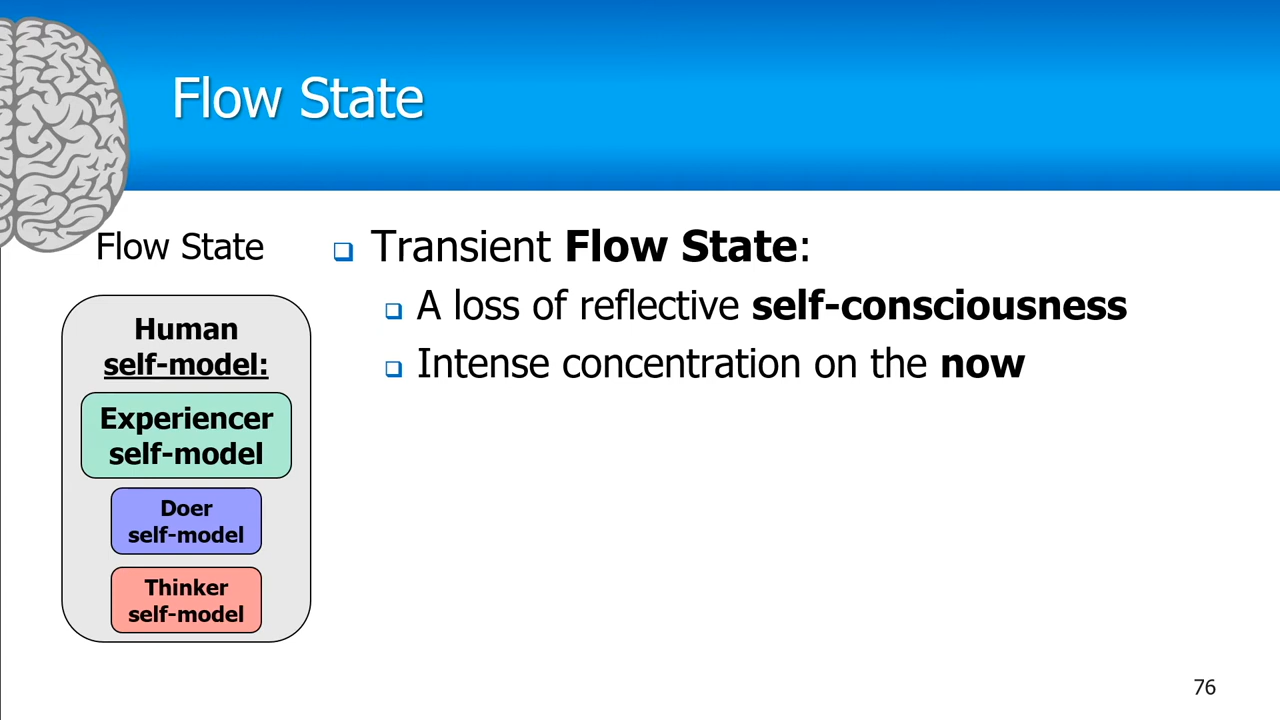 Flow State
Flow State
Human
self-model:
Experiencer
self-model
Doer
self-model
Thinker
self-model
Transient Flow State:
A loss of reflective self-consciousness
Intense concentration on the now
76